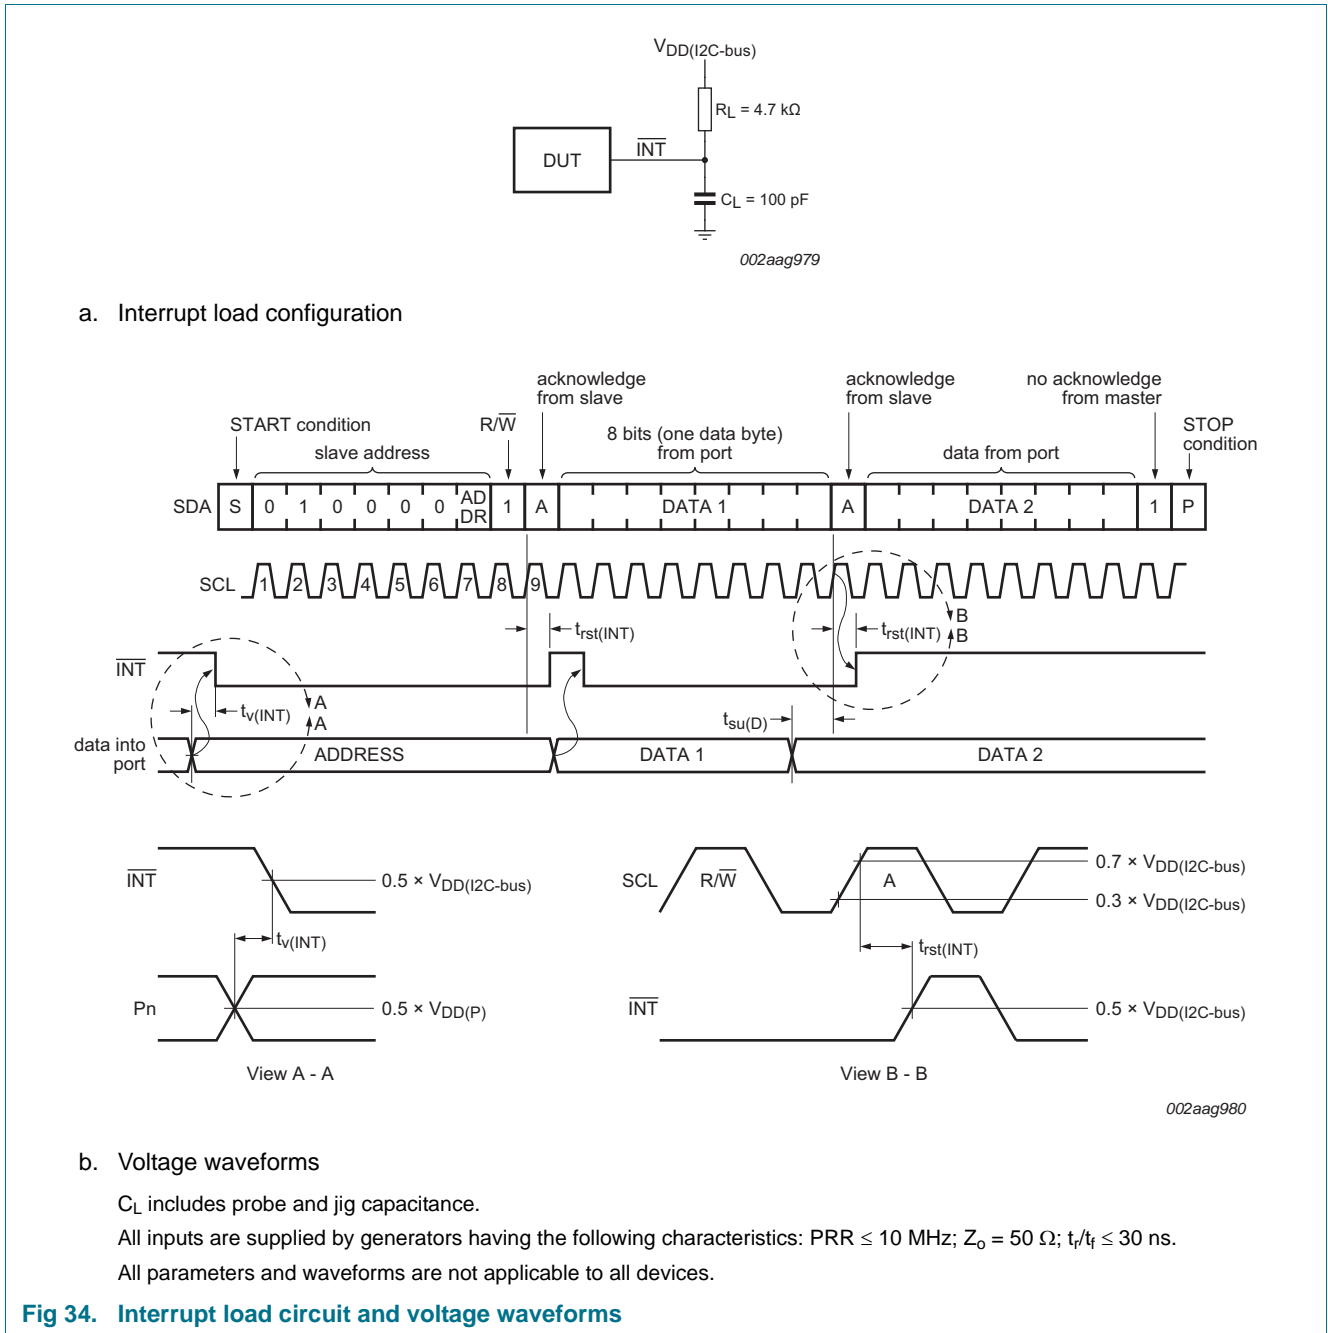 VDD(I2C-bus)
RL = 4.7 kΩ
DUT
INT
CL = 100 pF
002aag979
a. Interrupt load configuration
acknowledge
from slave
acknowledge
from slave
no acknowledge
from master
START condition
R/W
8 bits (one data byte)
from port
STOP
condition
slave address
data from port
SDA S 0 1 0 0 0 0 AD DR 1 A DATA 1 A DATA 2 1 P
SCL 1 2 3 4 5 6 7 8 9
trst(INT)
trst(INT)
B
B
INT
tv(INT)
A
A
tsu(D)
data into
port
ADDRESS DATA 1 DATA 2
INT
0.5 × VDD(I2C-bus)
tv(INT)
Pn
0.5 × VDD(P)
View A - A
SCL
R/W
A
0.7 × VDD(I2C-bus)
0.3 × VDD(I2C-bus)
trst(INT)
INT
0.5 × VDD(I2C-bus)
View B - B
002aag980
b. Voltage waveforms
CL includes probe and jig capacitance.
All inputs are supplied by generators having the following characteristics: PRR ≤ 10 MHz; Zo = 50 Ω; tr/tf ≤ 30 ns.
All parameters and waveforms are not applicable to all devices.
Fig 34. Interrupt load circuit and voltage waveforms